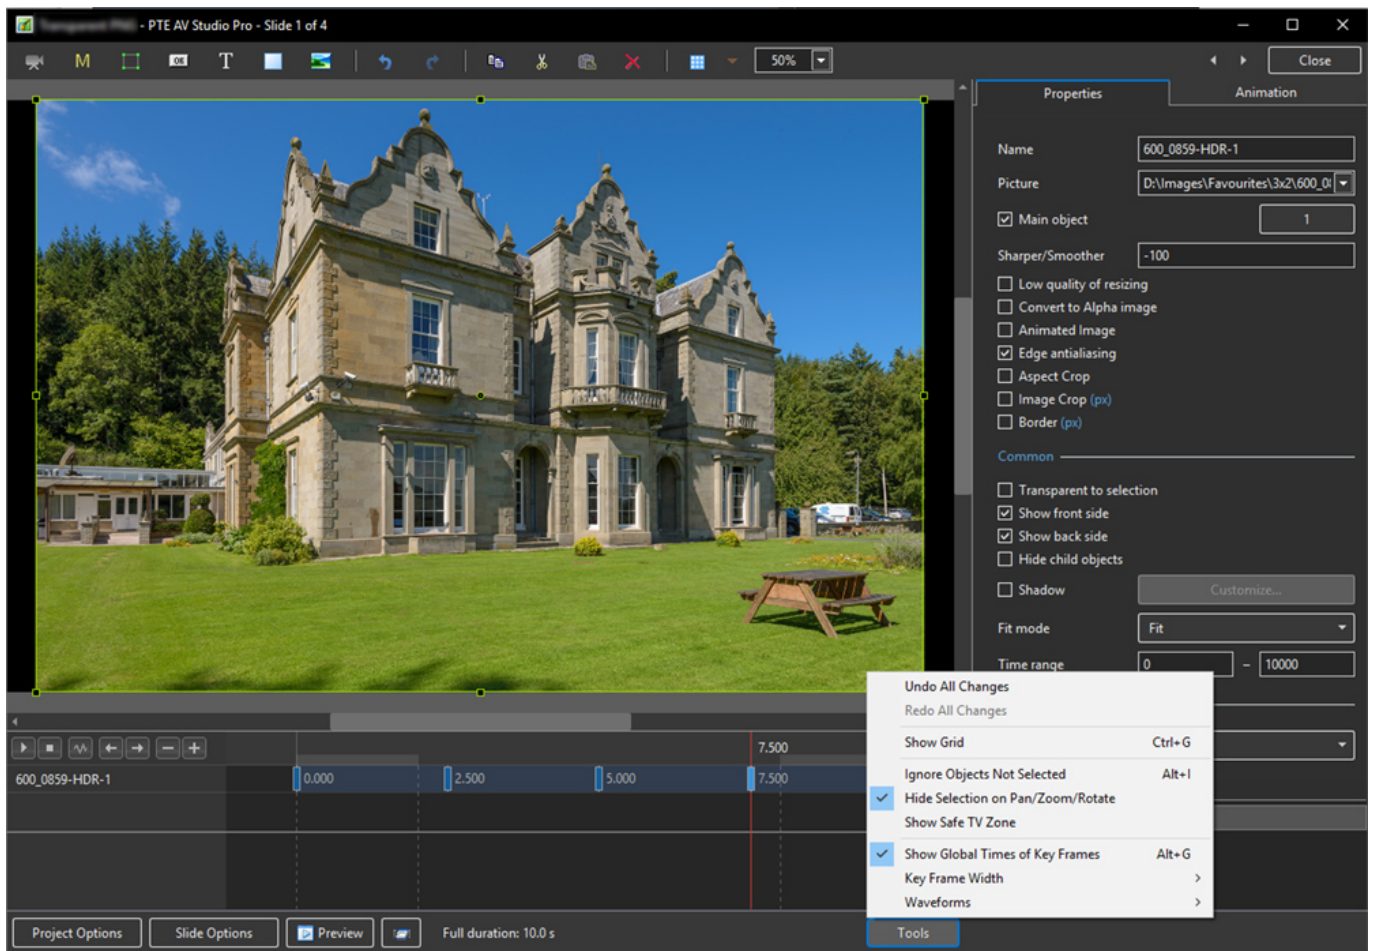 - PTE AV Studio Pro - Slide 1 of 4
M
OK
T
50%
Close
Properties
Animation
Name
600_0859-HDR-1
Picture
D:\Images\Favourites\3x2\600_0
Main object
1
Sharper/Smoother
-100
Low quality of resizing
Convert to Alpha image
Animated Image
Edge antialiasing
Aspect Crop
Image Crop (px)
Border (px)
Common
Transparent to selection
Show front side
Show back side
Hide child objects
Shadow
Customize...
Fit mode
Fit
Time range
0
–
10000
Undo All Changes
Redo All Changes
Show Grid
Ctrl+G
Ignore Objects Not Selected
Alt+I
Hide Selection on Pan/Zoom/Rotate
Show Safe TV Zone
Show Global Times of Key Frames
Alt+G
Key Frame Width
Waveforms
7.500
600_0859-HDR-1
0.000
2.500
5.000
7.500
Project Options
Slide Options
Preview
Full duration: 10.0 s
Tools